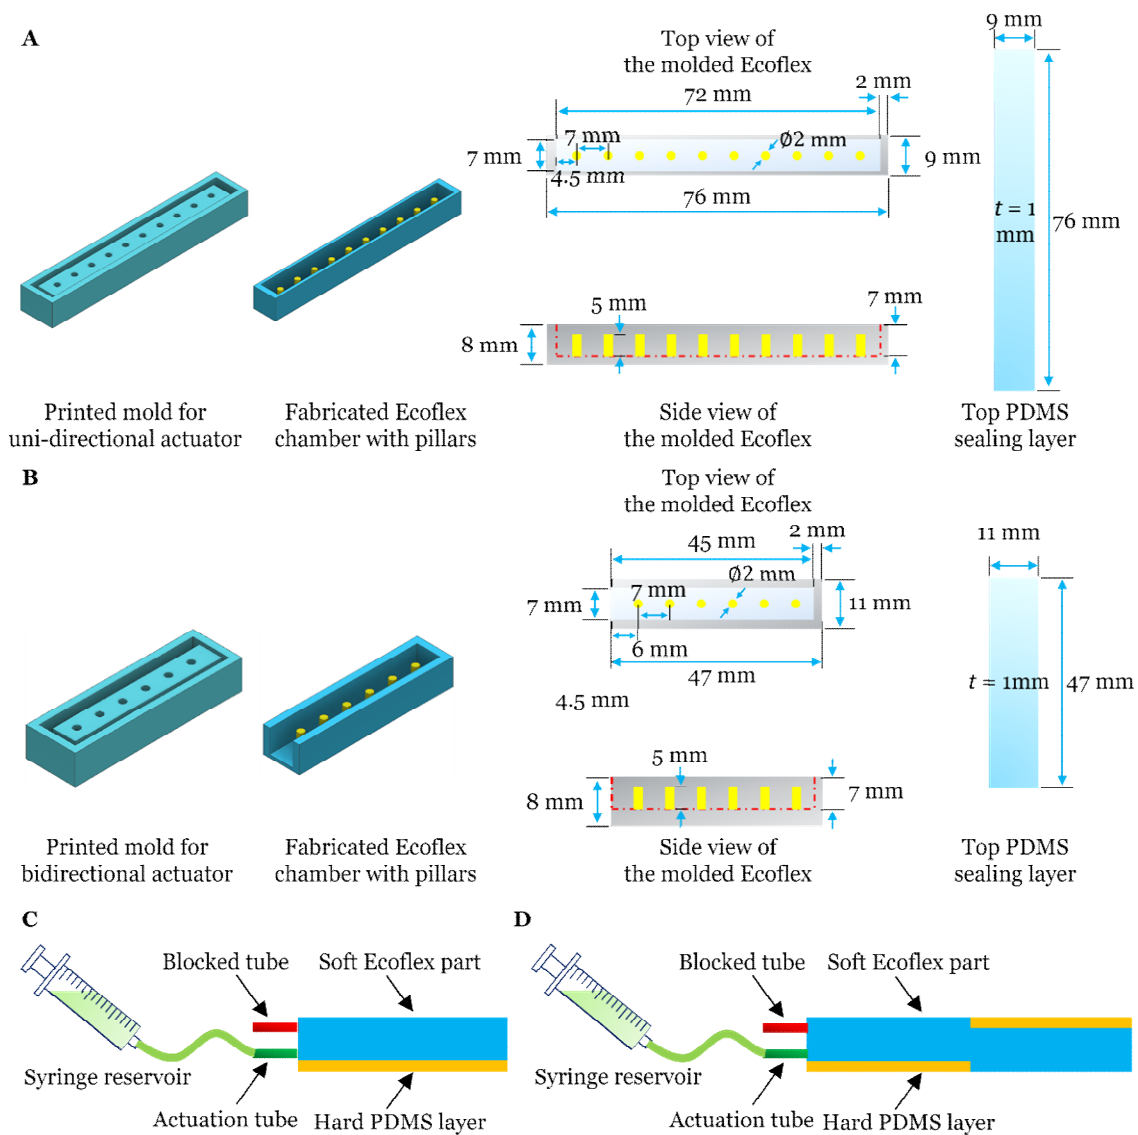 A
Top view of
the molded Ecoflex
9 mm
2 mm
72 mm
7 mm
Ø2 mm
7 mm
9 mm
4.5 mm
76 mm
t = 1
mm
76 mm
5 mm
7 mm
8 mm
Printed mold for
uni-directional actuator
Fabricated Ecoflex
chamber with pillars
Side view of
the molded Ecoflex
Top PDMS
sealing layer
B
Top view of
the molded Ecoflex
2 mm
11 mm
45 mm
Ø2 mm
7 mm
7 mm
11 mm
6 mm
47 mm
4.5 mm
t = 1mm
47 mm
5 mm
7 mm
8 mm
Printed mold for
bidirectional actuator
Fabricated Ecoflex
chamber with pillars
Side view of
the molded Ecoflex
Top PDMS
sealing layer
C
Blocked tube
Soft Ecoflex part
Syringe reservoir
Actuation tube
Hard PDMS layer
D
Blocked tube
Soft Ecoflex part
Syringe reservoir
Actuation tube
Hard PDMS layer